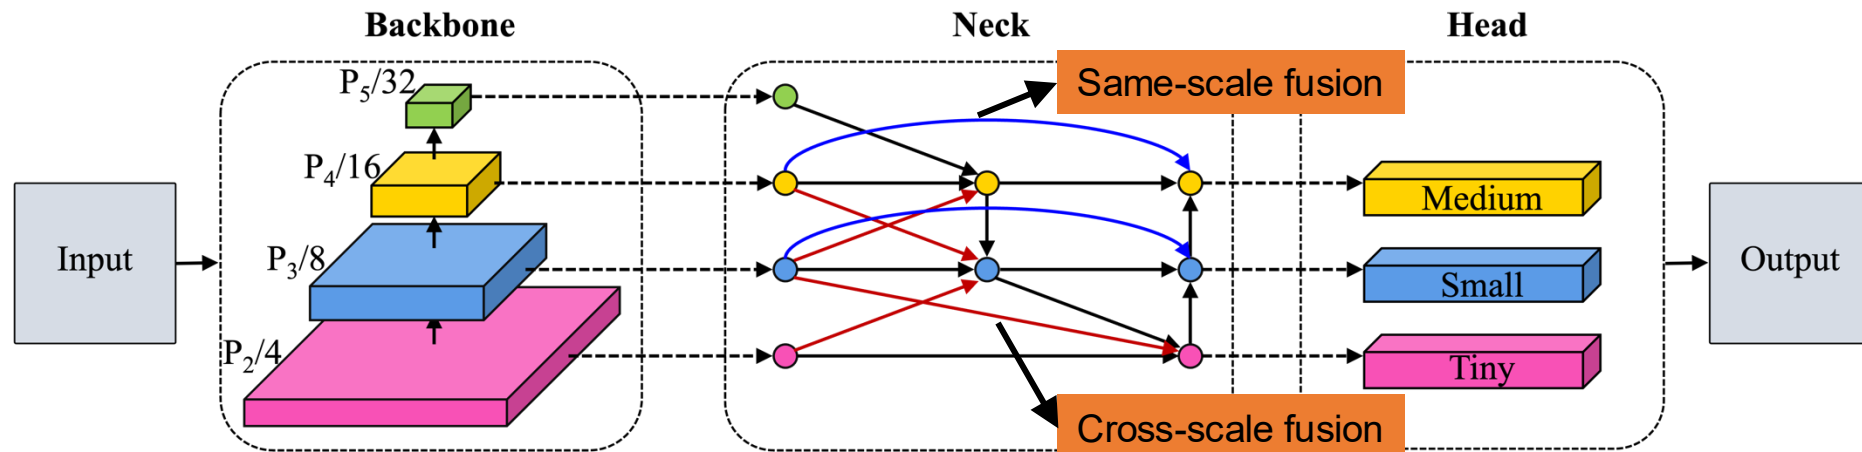 Backbone
Neck
Head
P5/32
P4/16
P3/8
P2/4
Input
Same-scale fusion
Cross-scale fusion
Medium
Small
Tiny
Output